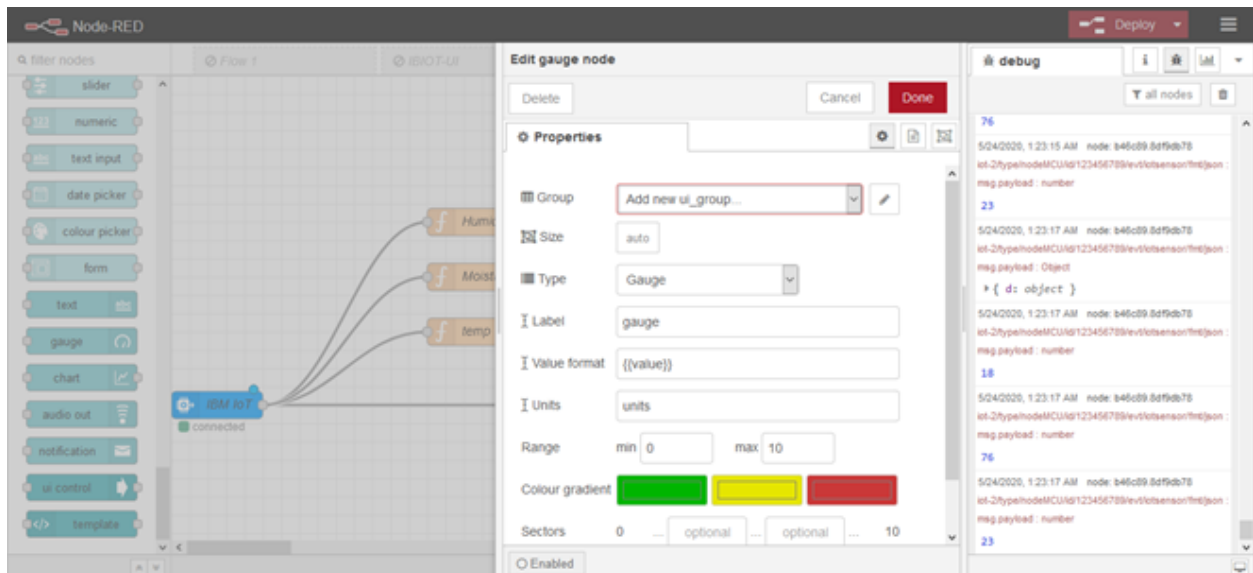 Node-RED
Deploy
filter nodes
Flow 1
IBIOT-UI
Edit gauge node
debug
Delete
Cancel
Done
all nodes
Properties
slider
numeric
text input
date picker
colour picker
form
text
gauge
chart
audio out
notification
ui control
template
IBM IoT
connected
Humid
Moist
temp
Group
Add new ui_group...
Size
auto
Type
Gauge
Label
gauge
Value format
{{value}}
Units
units
Range
min 0
max 10
Colour gradient
Sectors
0 ... optional ... optional ... 10
Enabled
76
5/24/2020, 1:23:15 AM node: b46c89.8df9db78
iot-2/type/nodeMCU/id/123456789/evt/iotsensor/fmt/json :
msg.payload : number
23
5/24/2020, 1:23:17 AM node: b46c89.8df9db78
iot-2/type/nodeMCU/id/123456789/evt/iotsensor/fmt/json :
msg.payload : Object
{ d: object }
5/24/2020, 1:23:17 AM node: b46c89.8df9db78
iot-2/type/nodeMCU/id/123456789/evt/iotsensor/fmt/json :
msg.payload : number
18
5/24/2020, 1:23:17 AM node: b46c89.8df9db78
iot-2/type/nodeMCU/id/123456789/evt/iotsensor/fmt/json :
msg.payload : number
76
5/24/2020, 1:23:17 AM node: b46c89.8df9db78
iot-2/type/nodeMCU/id/123456789/evt/iotsensor/fmt/json :
msg.payload : number
23